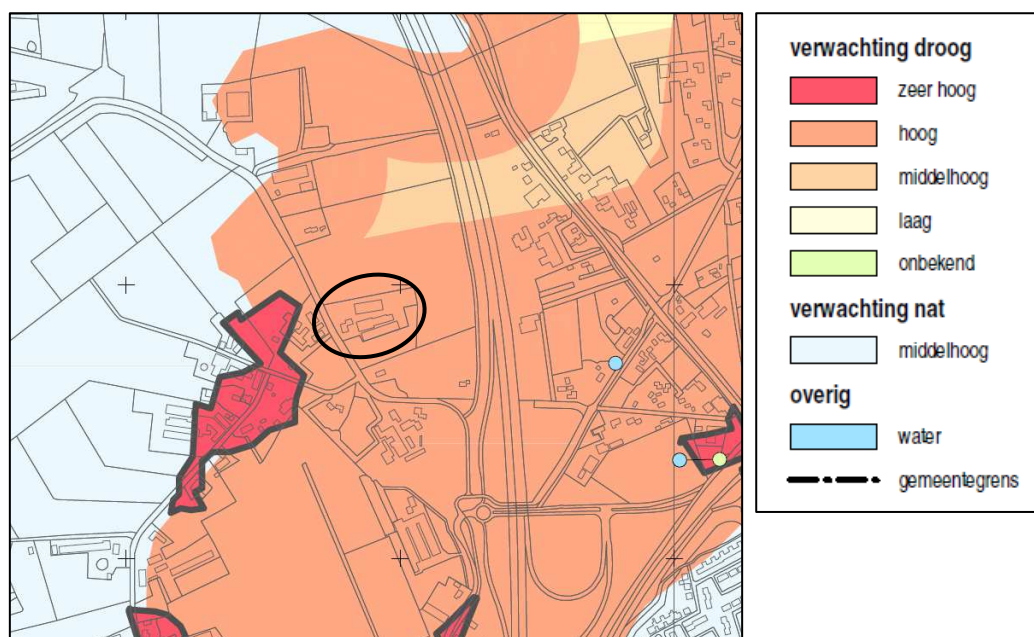 verwachting droog
zeer hoog
hoog
middelhoog
laag
onbekend
verwachting nat
middelhoog
overig
water
gemeentegrens